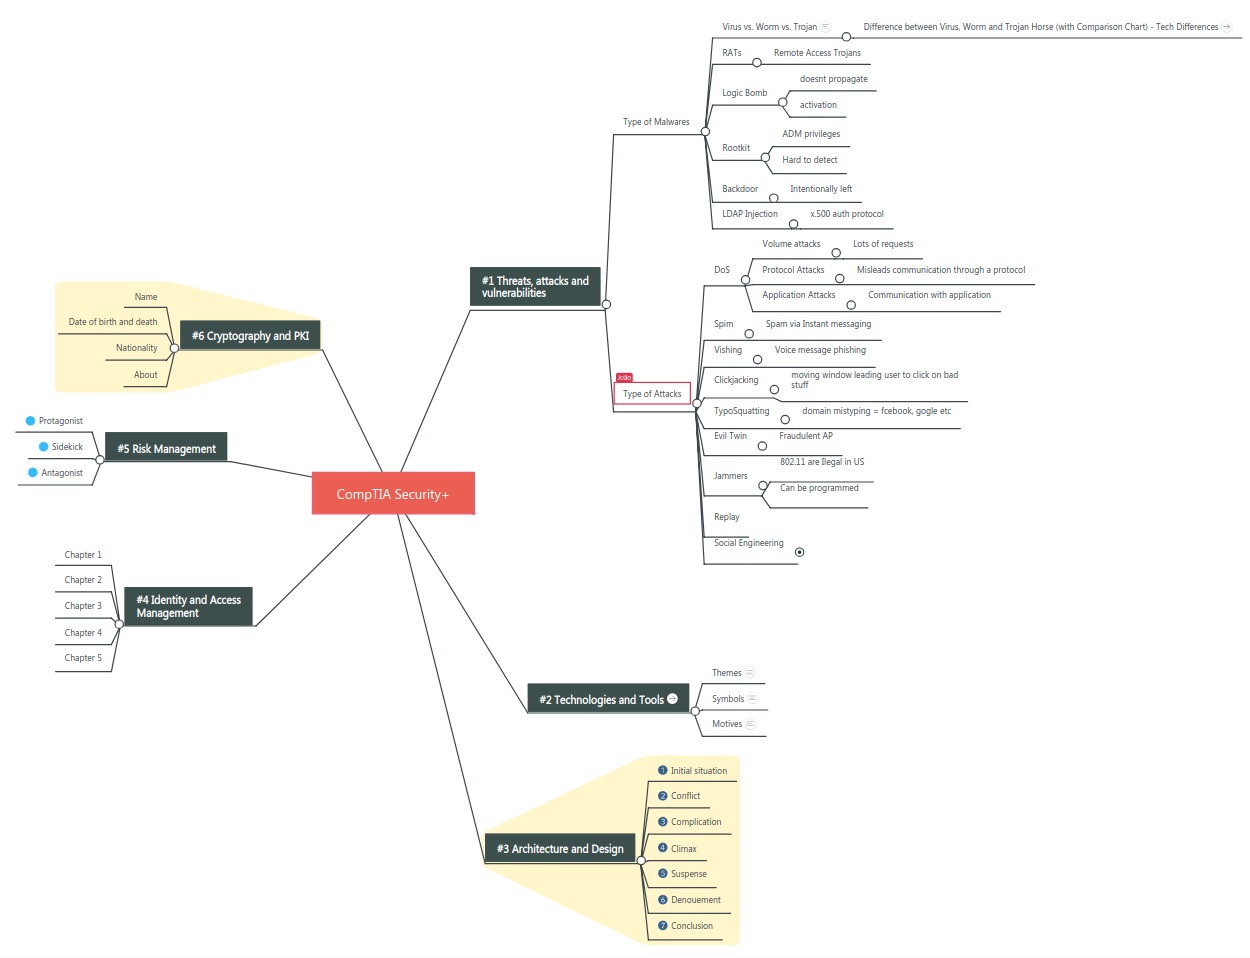 CompTIA Security+
#1 Threats, attacks and
vulnerabilities
Type of Malwares
Virus vs. Worm vs. Trojan
Difference between Virus, Worm and Trojan Horse (with Comparison Chart) - Tech Differences
RATs
Remote Access Trojans
Logic Bomb
doesnt propagate
activation
Rootkit
ADM privileges
Hard to detect
Backdoor
Intentionally left
LDAP Injection
x.500 auth protocol
João
Type of Attacks
DoS
Volume attacks
Lots of requests
Protocol Attacks
Misleads communication through a protocol
Application Attacks
Communication with application
Spim
Spam via Instant messaging
Vishing
Voice message phishing
Clickjacking
moving window leading user to click on bad
stuff
TypoSquatting
domain mistyping = fcebook, gogle etc
Evil Twin
Fraudulent AP
Jammers
802.11 are Ilegal in US
Can be programmed
Replay
Social Engineering
#2 Technologies and Tools
Themes
Symbols
Motives
#3 Architecture and Design
1 Initial situation
2 Conflict
3 Complication
4 Climax
5 Suspense
6 Denouement
7 Conclusion
#4 Identity and Access
Management
Chapter 1
Chapter 2
Chapter 3
Chapter 4
Chapter 5
#5 Risk Management
Protagonist
Sidekick
Antagonist
#6 Cryptography and PKI
Name
Date of birth and death
Nationality
About